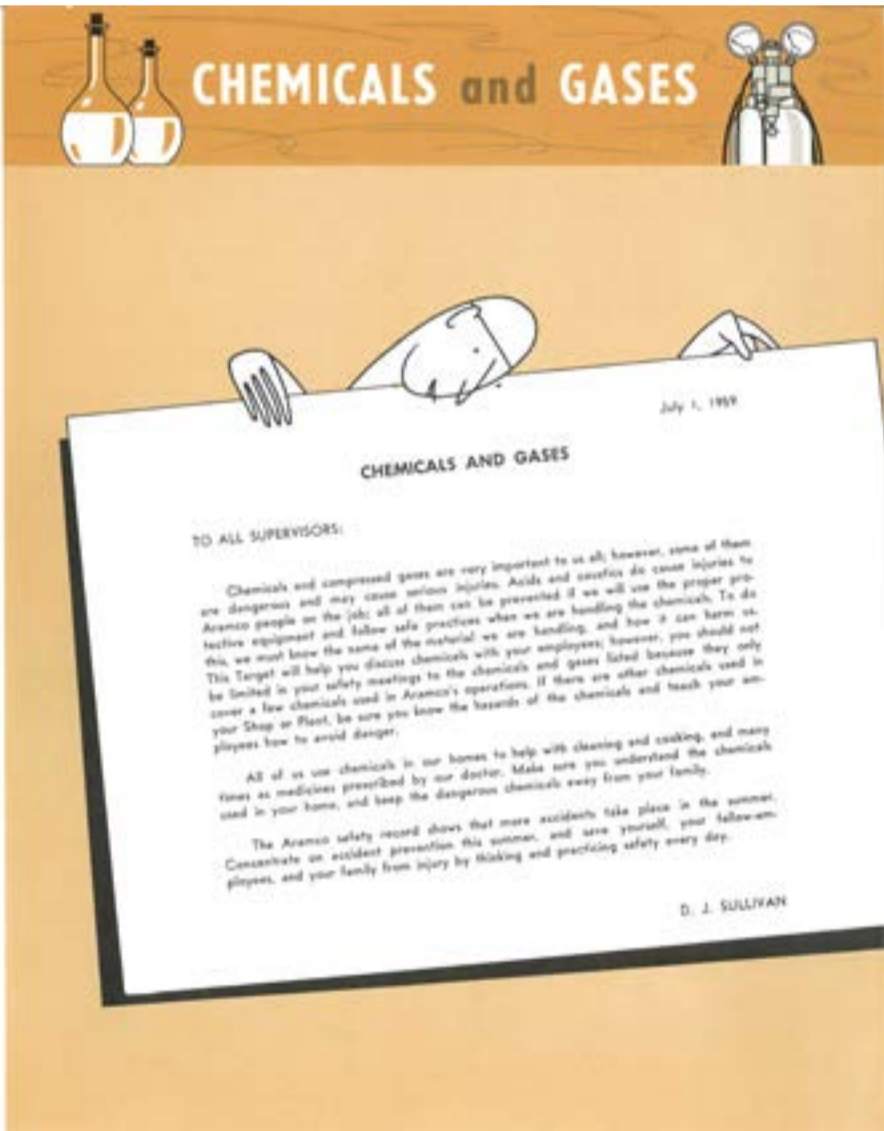 CHEMICALS and GASES
July 1, 1959
CHEMICALS AND GASES
TO ALL SUPERVISORS:
Chemicals and compressed gases are very important to us all; however, some of them
are dangerous and may cause serious injuries. Acids and caustics do cause injuries to
Aramco people on the job; all of them can be prevented if we will use the proper pro-
tective equipment and follow safe practices when we are handling the chemicals. To do
this, we must know the name of the material we are handling, and how it can harm us.
This Target will help you discuss chemicals with your employees; however, you should not
be limited in your safety meetings to the chemicals and gases listed because they only
cover a few chemicals used in Aramco's operations. If there are other chemicals used in
your Shop or Plant, be sure you know the hazards of the chemicals and teach your em-
ployees how to avoid danger.
All of us use chemicals in our homes to help with cleaning and cooking, and many
times as medicines prescribed by our doctor. Make sure you understand the chemicals
used in your home, and keep the dangerous chemicals away from your family.
The Aramco safety record shows that more accidents take place in the summer.
Concentrate on accident prevention this summer, and save yourself, your fellow-em-
ployees, and your family from injury by thinking and practicing safety every day.
D. J. SULLIVAN